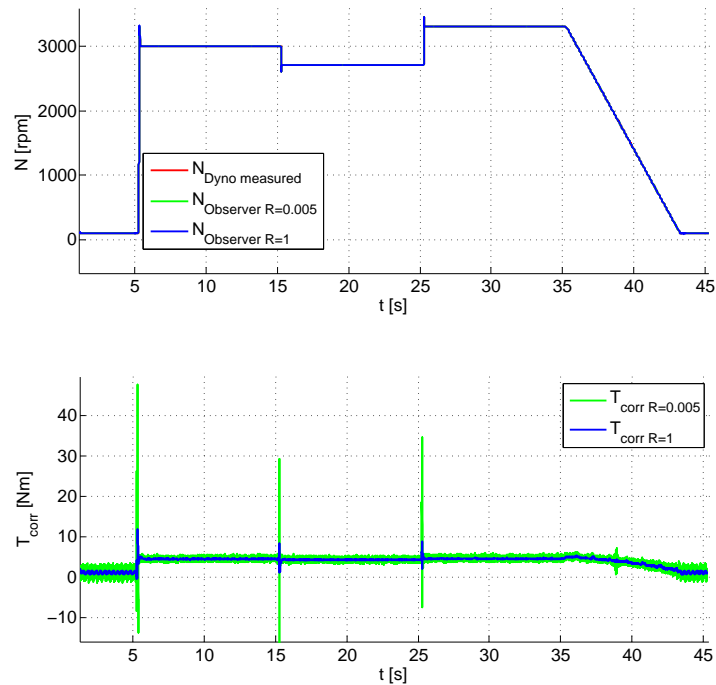 3000
2000
1000
0
N [rpm]
N_Dyno measured
N_Observer R=0.005
N_Observer R=1
5 10 15 20 25 30 35 40 45
t [s]
40
30
20
10
0
−10
T_corr [Nm]
T_corr R=0.005
T_corr R=1
5 10 15 20 25 30 35 40 45
t [s]